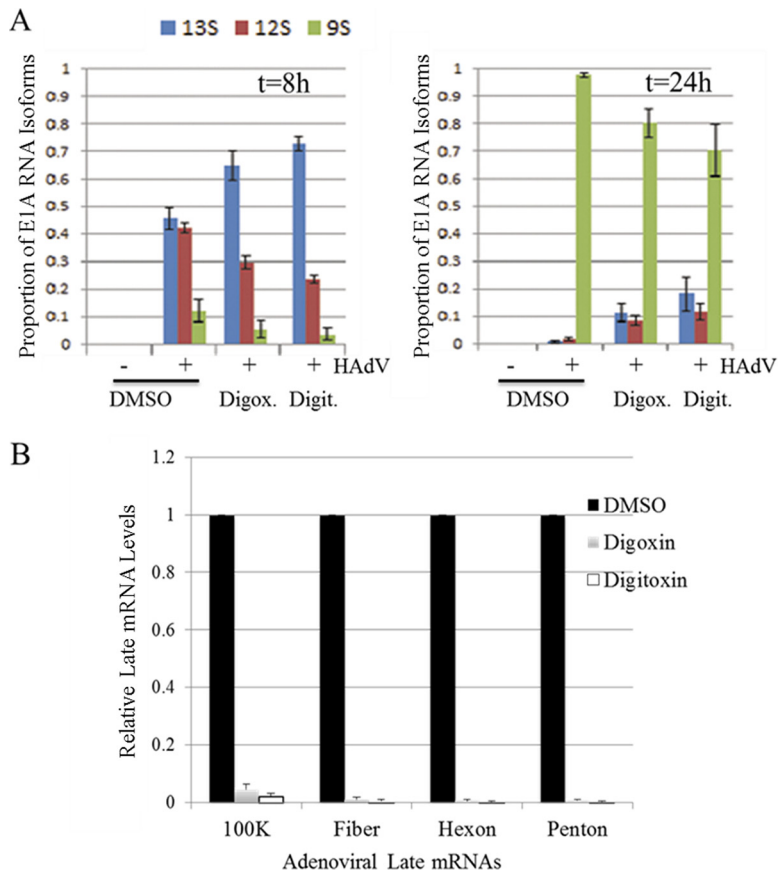 A
13S 12S 9S
Proportion of E1A RNA Isoforms
1
0.9
0.8
0.7
0.6
0.5
0.4
0.3
0.2
0.1
0
t=8h
- + + + HAdV
DMSO Digox. Digit.
Proportion of E1A RNA Isoforms
1
0.9
0.8
0.7
0.6
0.5
0.4
0.3
0.2
0.1
0
t=24h
- + + + HAdV
DMSO Digox. Digit.
B
Relative Late mRNA Levels
1.2
1
0.8
0.6
0.4
0.2
0
DMSO
Digoxin
Digitoxin
100K Fiber Hexon Penton
Adenoviral Late mRNAs